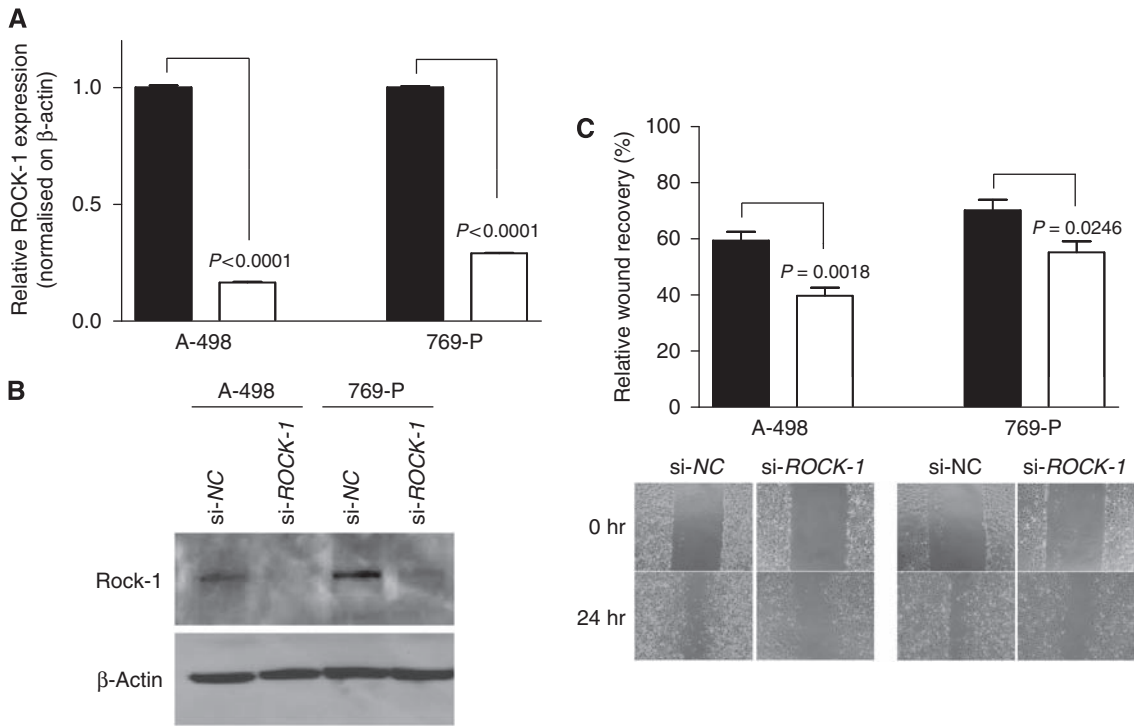 A
Relative ROCK-1 expression
(normalised on β-actin)
1.0
0.5
0.0
P<0.0001
P<0.0001
A-498
769-P
B
A-498
769-P
si-NC
si-ROCK-1
si-NC
si-ROCK-1
Rock-1
β-Actin
C
Relative wound recovery (%)
100
80
60
40
20
0
P = 0.0018
P = 0.0246
A-498
769-P
si-NC
si-ROCK-1
si-NC
si-ROCK-1
0 hr
24 hr